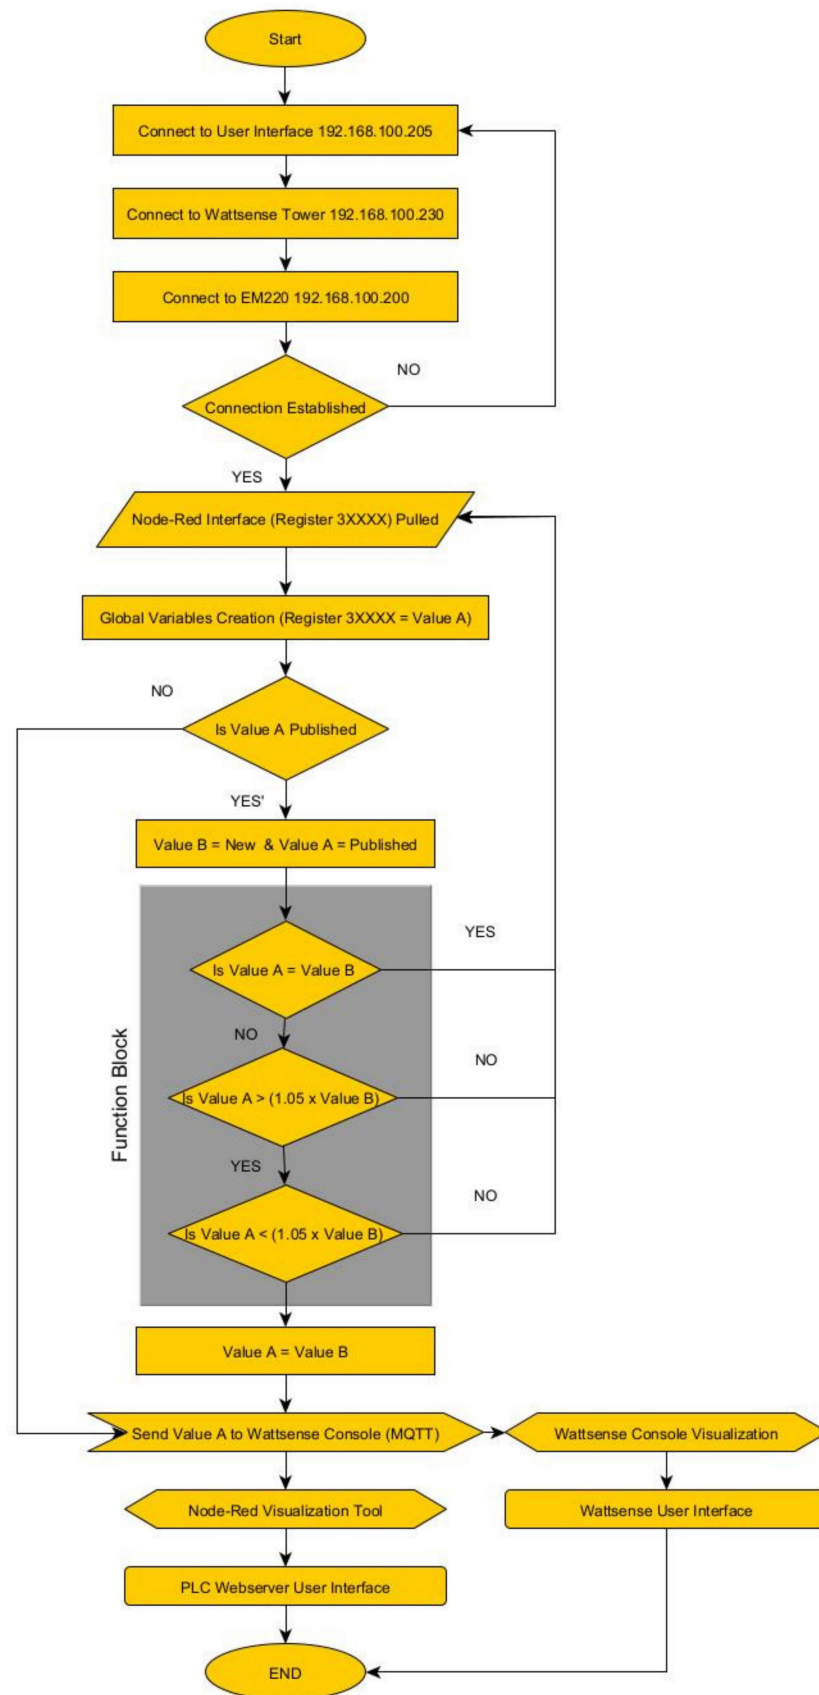 Start
Connect to User Interface 192.168.100.205
Connect to Wattsense Tower 192.168.100.230
Connect to EM220 192.168.100.200
NO
Connection Established
YES
Node-Red Interface (Register 3XXXX) Pulled
Global Variables Creation (Register 3XXXX = Value A)
NO
Is Value A Published
YES'
Value B = New & Value A = Published
Function Block
YES
Is Value A = Value B
NO
NO
Is Value A > (1.05 x Value B)
YES
NO
Is Value A < (1.05 x Value B)
Value A = Value B
Send Value A to Wattsense Console (MQTT)
Wattsense Console Visualization
Node-Red Visualization Tool
Wattsense User Interface
PLC Webserver User Interface
END